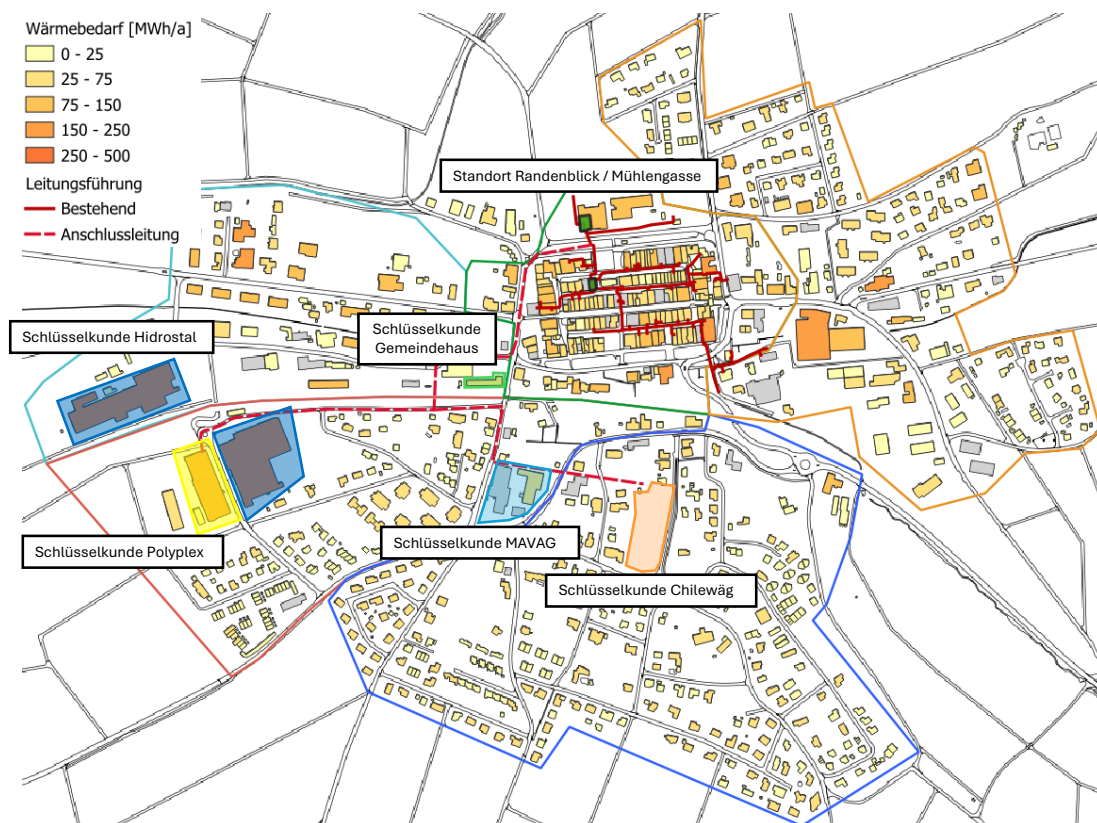 Wärmebedarf [MWh/a]
0 - 25
25 - 75
75 - 150
150 - 250
250 - 500
Leitungsführung
Bestehend
Anschlussleitung
Standort Randenblick / Mühlengasse
Schlüsselkunde Hidrostal
Schlüsselkunde
Gemeindehaus
Schlüsselkunde Polyplex
Schlüsselkunde MAVAG
Schlüsselkunde Chilewäg